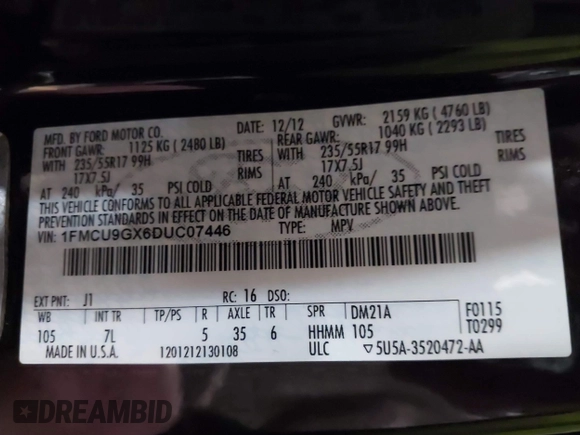 MFD. BY FORD MOTOR CO.
DATE: 12/12 GVWR: 2159 KG ( 4760 LB)
FRONT GAWR: 1125 KG ( 2480 LB) REAR GAWR: 1040 KG ( 2293 LB)
WITH 235/55R17 99H TIRES WITH 235/55R17 99H TIRES
17X7.5J RIMS 17X7.5J RIMS
AT 240 kPa/ 35 PSI COLD AT 240 kPa/ 35 PSI COLD
THIS VEHICLE CONFORMS TO ALL APPLICABLE FEDERAL MOTOR VEHICLE SAFETY AND THEFT
PREVENTION STANDARDS IN EFFECT ON THE DATE OF MANUFACTURE SHOWN ABOVE.
VIN: 1FMCU9GX6DUC07446 TYPE: MPV
EXT PNT: J1 RC: 16 DSO:
WB INT TR TP/PS R AXLE TR SPR DM21A F0115
105 7L 5 35 6 HHMM 105 T0299
MADE IN U.S.A. 1201212130108 ULC ▽5U5A-3520472-AA
DREAMBID